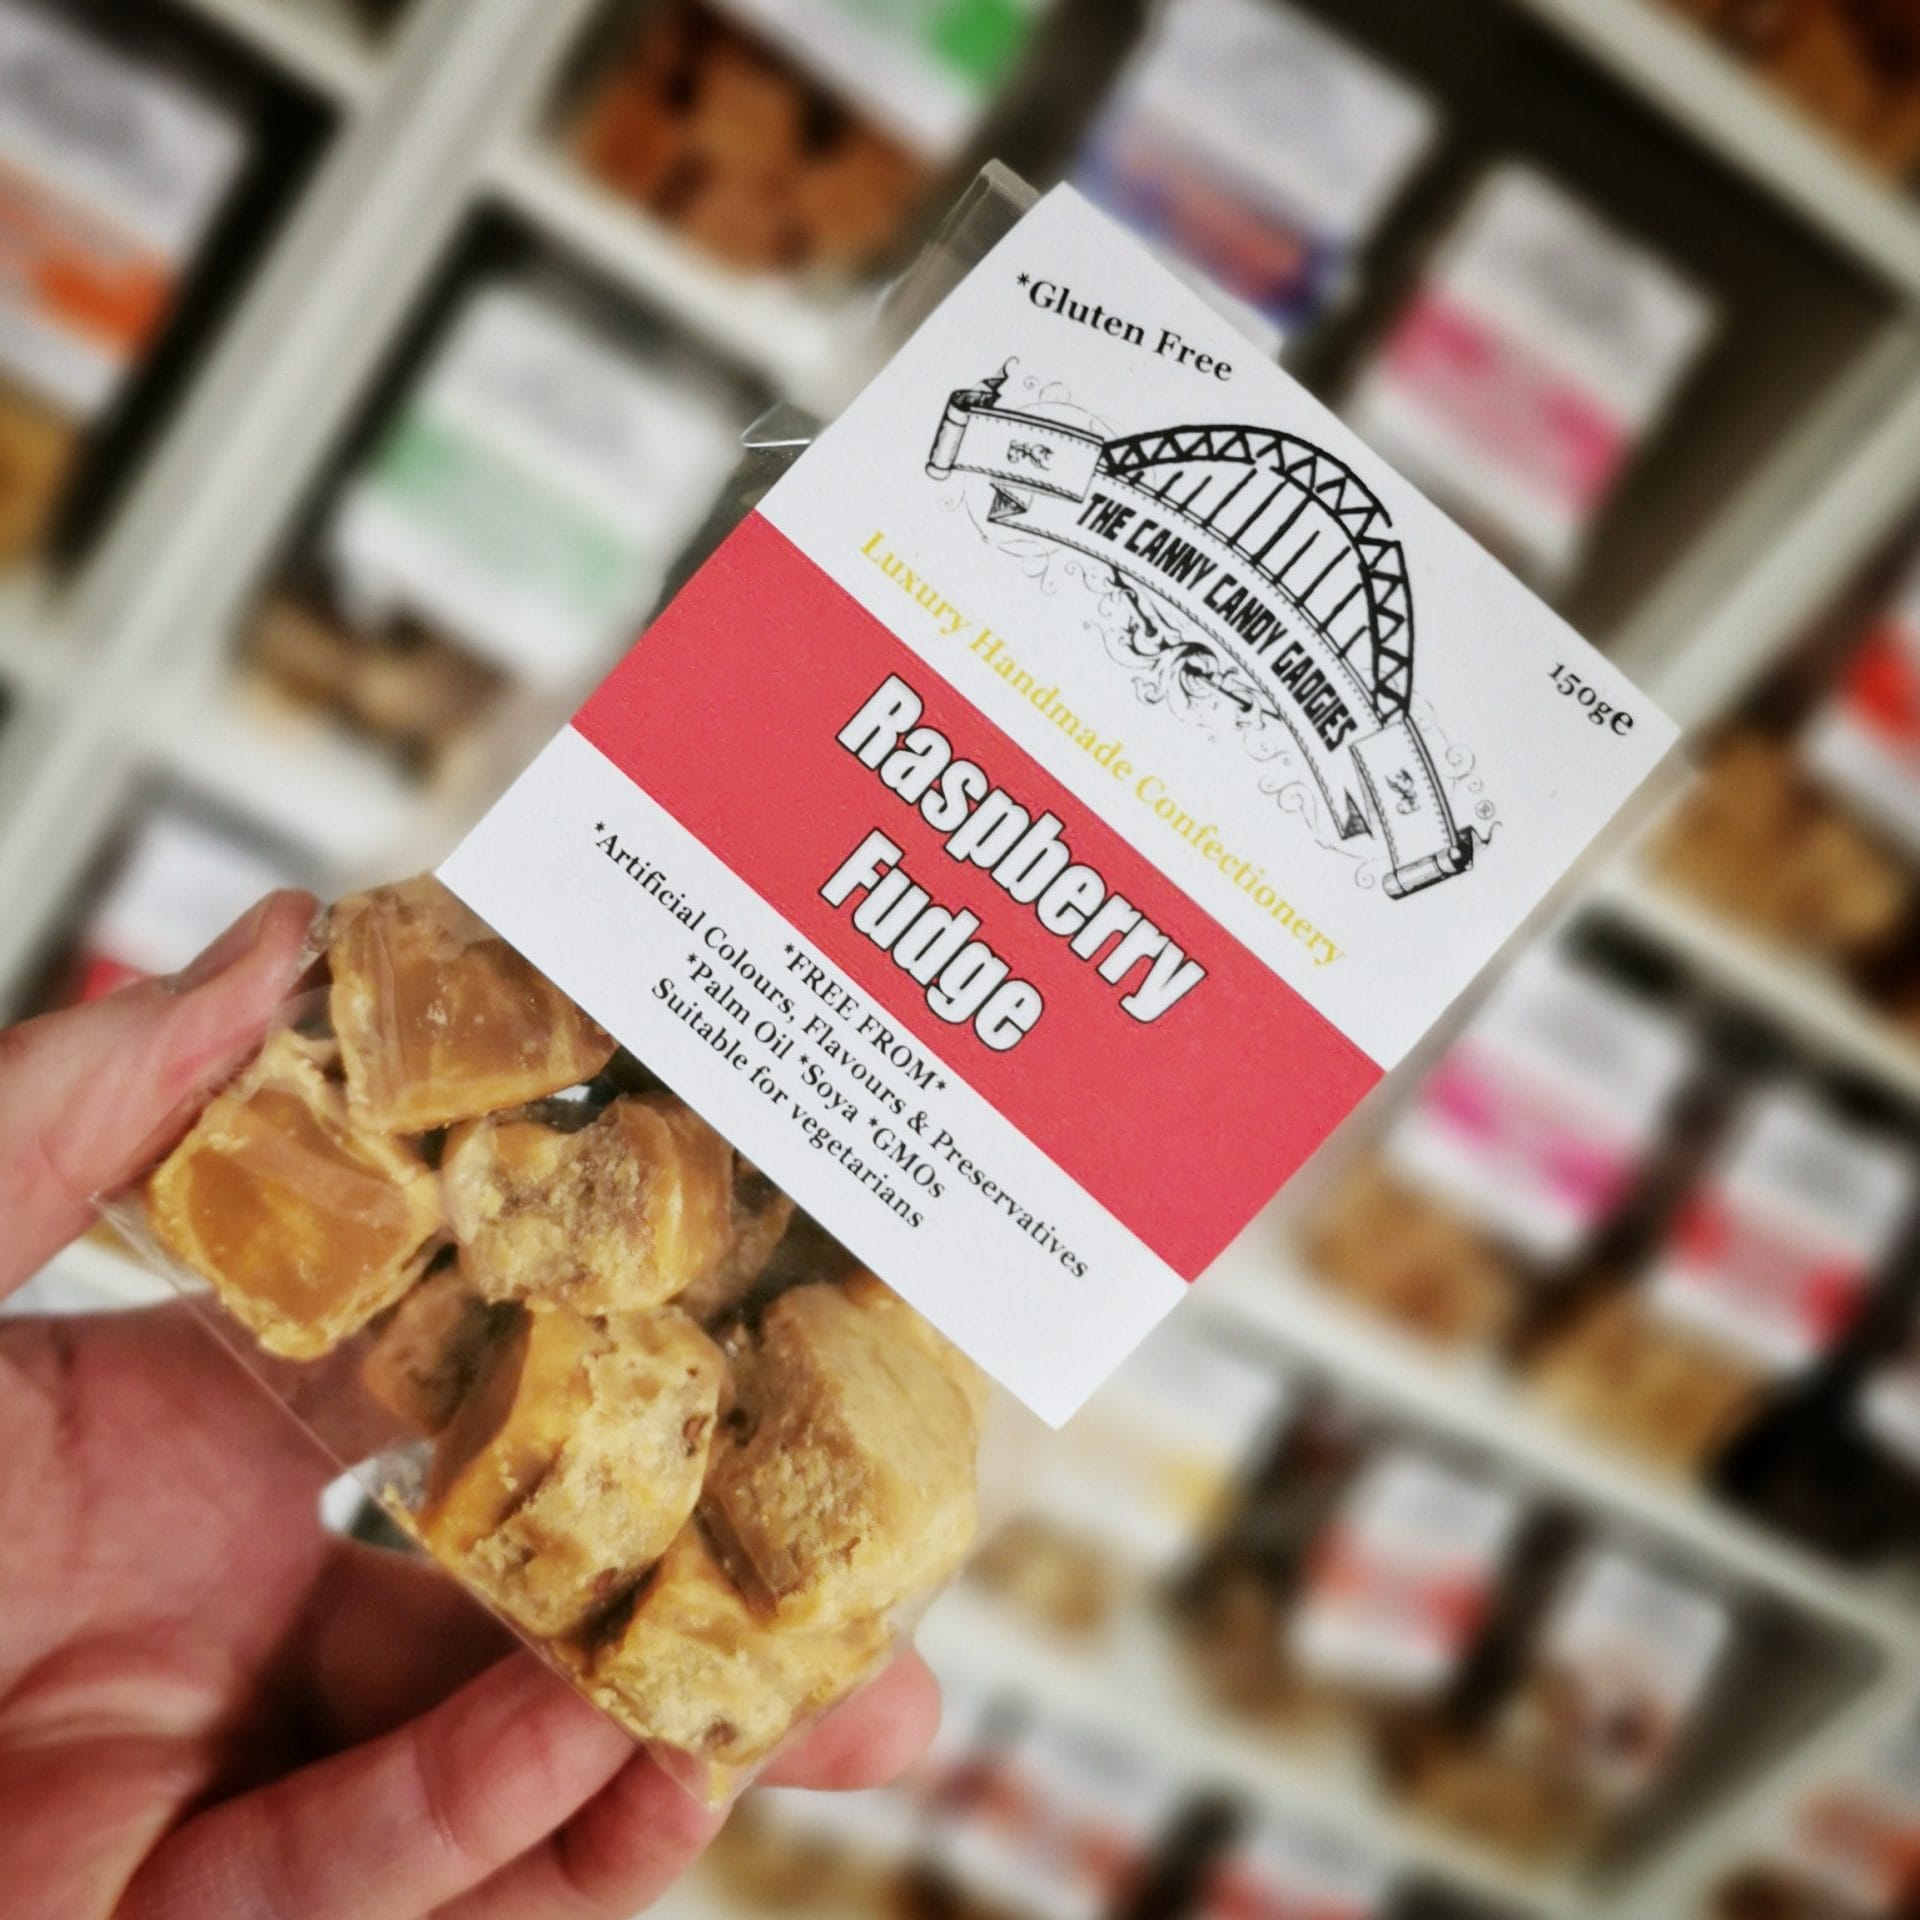 *Gluten Free
THE CANNY CANDY GADGIES
150ge
Luxury Handmade Confectionery
Raspberry
Fudge
*FREE FROM*
*Artificial Colours, Flavours & Preservatives
*Palm Oil *Soya *GMOs
Suitable for vegetarians